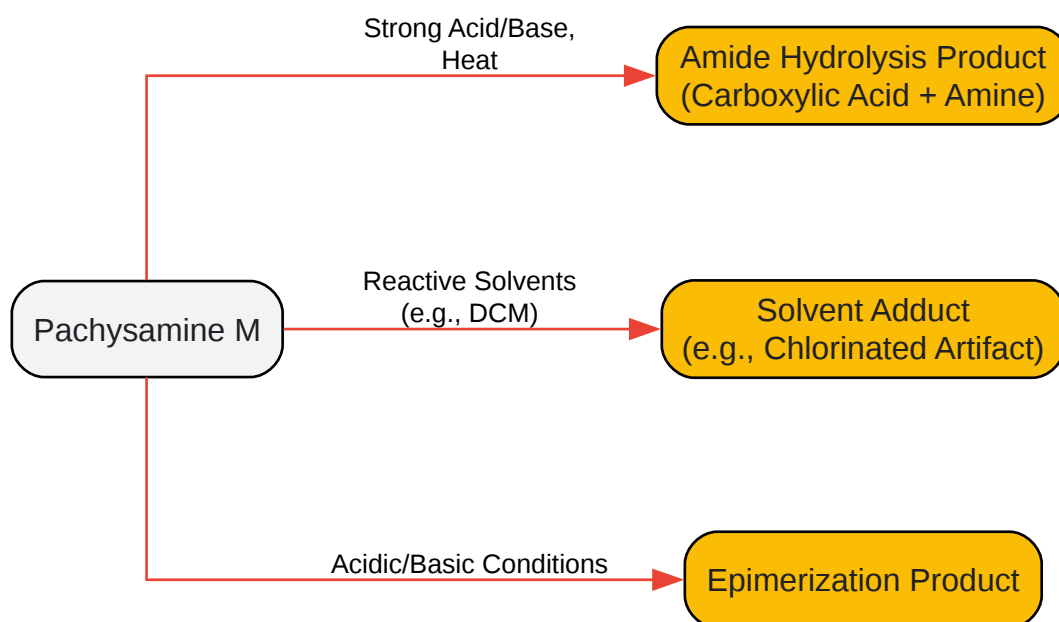 Strong Acid/Base,
Heat
Amide Hydrolysis Product
(Carboxylic Acid + Amine)
Pachysamine M
Reactive Solvents
(e.g., DCM)
Solvent Adduct
(e.g., Chlorinated Artifact)
Acidic/Basic Conditions
Epimerization Product